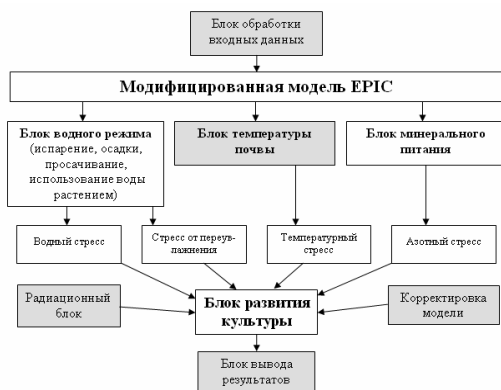 Блок обработки
входных данных
Модифицированная модель EPIC
Блок водного режима
(испарение, осадки,
просачивание,
использование воды
растением)
Блок температуры
почвы
Блок минерального
питания
Водный стресс
Стресс от переув-
лажнения
Температурный
стресс
Азотный стресс
Радиационный
блок
Блок развития
культуры
Корректировка
модели
Блок вывода
результатов